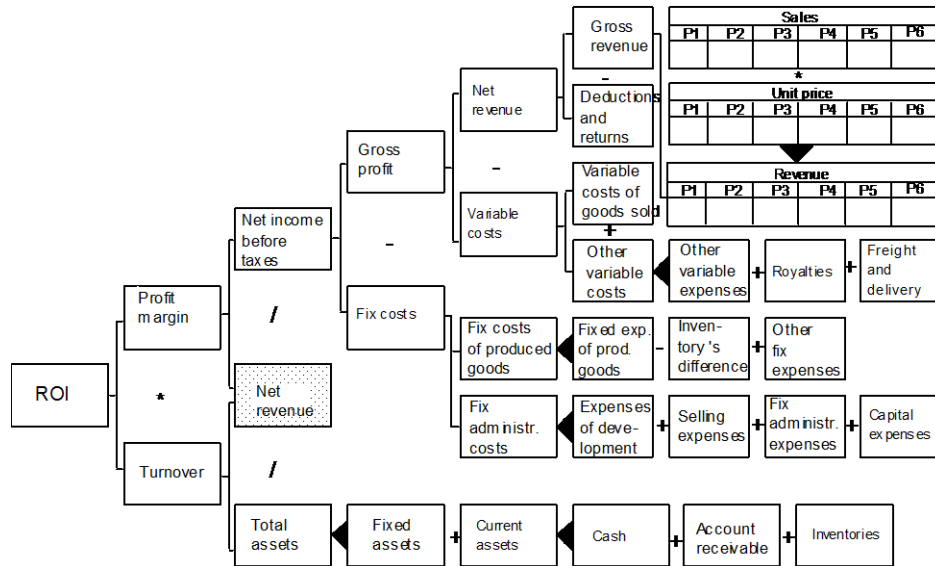 Gross
revenue
Sales
P1 P2 P3 P4 P5 P6
*
-
Deductions
and
returns
Unit price
P1 P2 P3 P4 P5 P6
Net
revenue
Gross
profit
-
Variable
costs of
goods sold
Revenue
P1 P2 P3 P4 P5 P6
Variable
costs
+
Net income
before
taxes
-
Other
variable
costs
Other
variable
expenses
+
Royalties
+
Freight and
delivery
Profit
margin
/
Fix costs
Fix costs
of produced
goods
Fixed exp.
of prod.
goods
-
Inven-
tory's
difference
+
Other
fix
expenses
ROI
*
Net
revenue
Fix
administr.
costs
Expenses
of deve-
lopment
+
Selling
expenses
+
Fix
administr.
expenses
+
Capital
expenses
Turnover
/
Total
assets
Fixed
assets
+
Current
assets
Cash
+
Account
receivable
+
Inventories